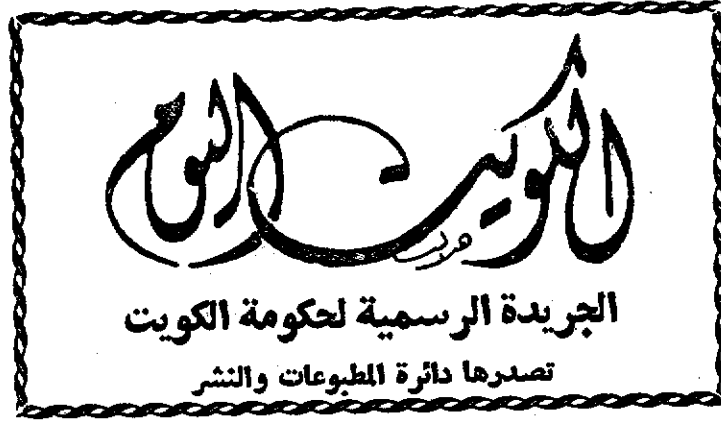 الكويت اليوم
الجريدة الرسمية لحكومة الكويت
تصدرها دائرة المطبوعات والنشر